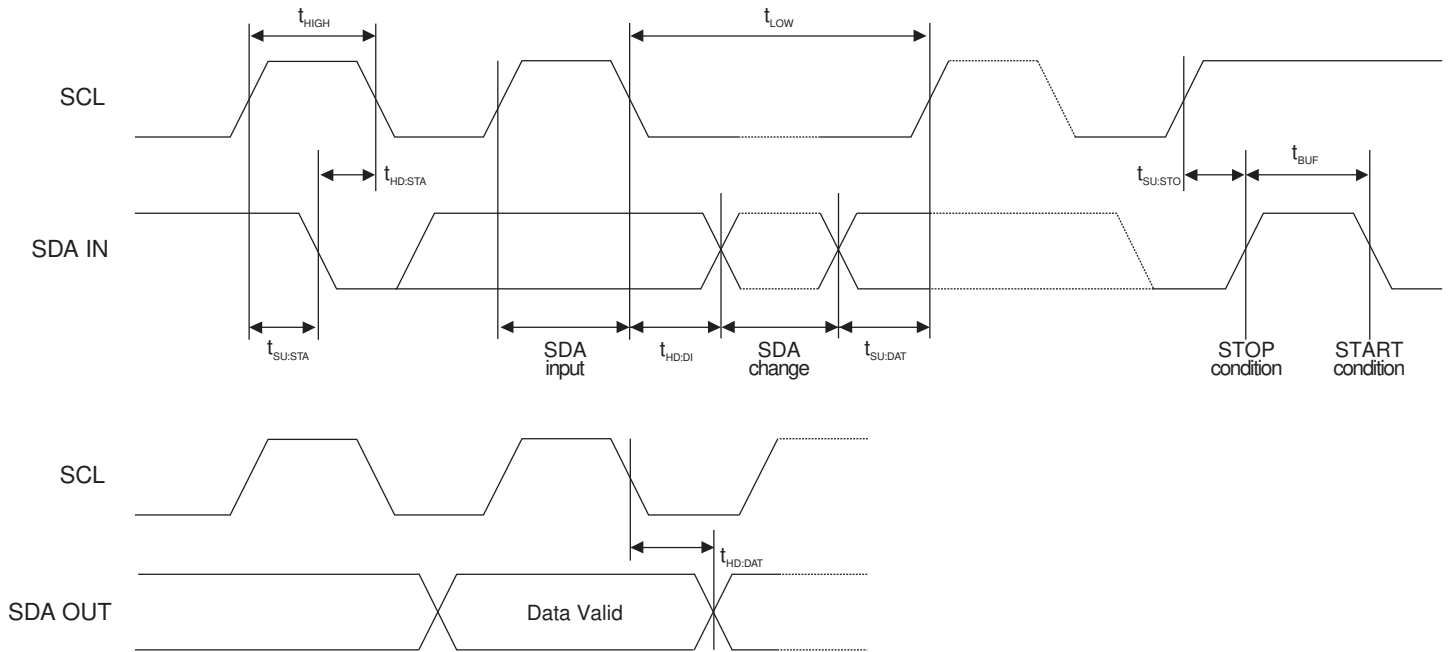 tHIGH
tLOW
SCL
tHD:STA
tSU:STO
tBUF
SDA IN
tSU:STA
SDA
input
tHD:DI
SDA
change
tSU:DAT
STOP
condition
START
condition
SCL
tHD:DAT
SDA OUT
Data Valid